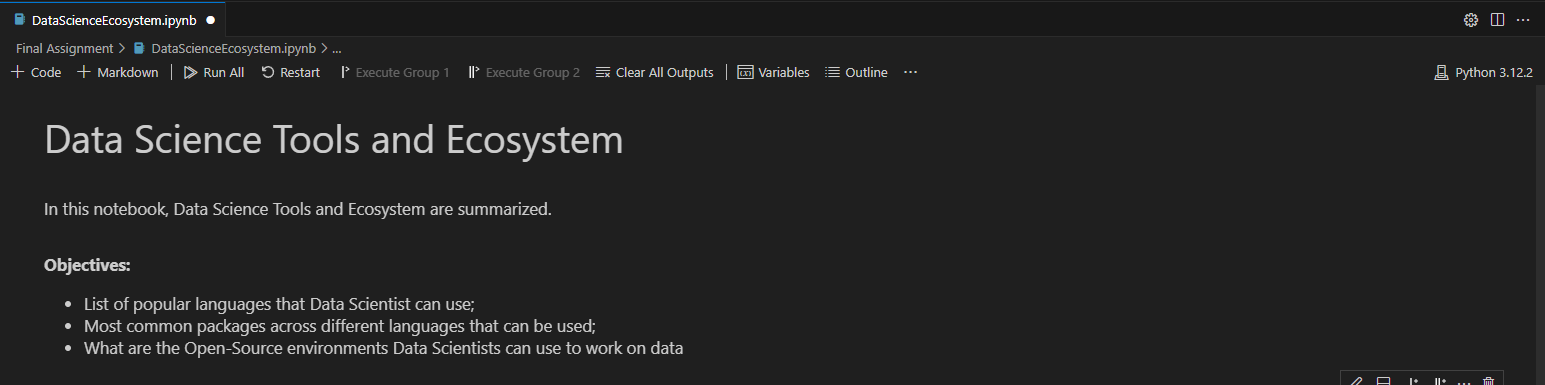 DataScienceEcosystem.ipynb
Final Assignment > DataScienceEcosystem.ipynb > ...
+ Code + Markdown | Run All Restart Execute Group 1 Execute Group 2 Clear All Outputs | Variables Outline ... Python 3.12.2
Data Science Tools and Ecosystem
In this notebook, Data Science Tools and Ecosystem are summarized.
Objectives:
• List of popular languages that Data Scientist can use;
• Most common packages across different languages that can be used;
• What are the Open-Source environments Data Scientists can use to work on data